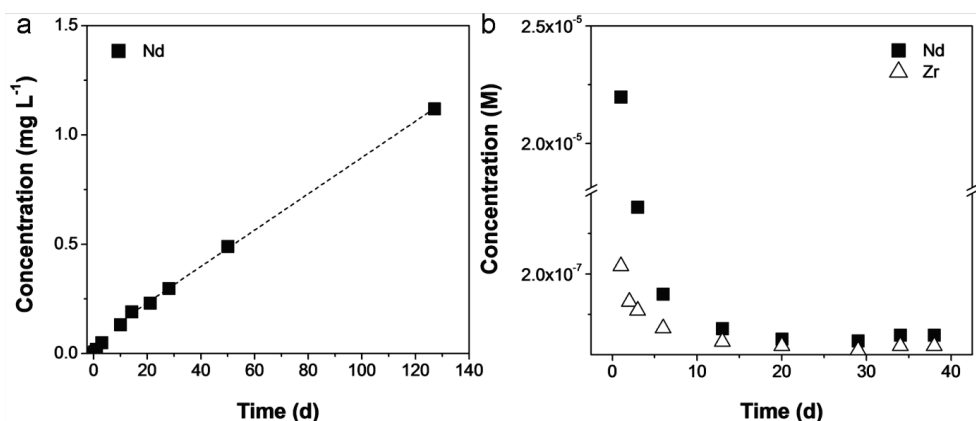 a
Nd
Concentration (mg L⁻¹)
1.5
1.0
0.5
0.0
0 20 40 60 80 100 120 140
Time (d)
b
Nd
Zr
Concentration (M)
2.5x10⁻⁵
2.0x10⁻⁵
2.0x10⁻⁷
0 10 20 30 40
Time (d)